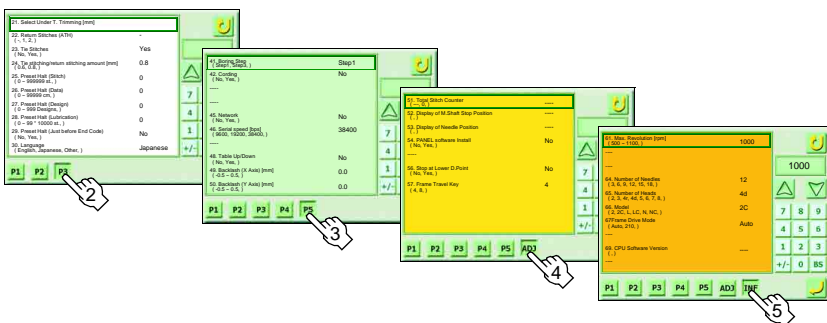 21. Select Under T. Trimming [mm]
22. Return Stitches (ATH) -
( -, 1, 2, )
23. Tie Stitches Yes
( No, Yes, )
24. Tie stitching/return stitching amount [mm] 0.8
( 0.6, 0.8, )
25. Preset Halt (Stitch) 0
( 0 ~ 999999 st., )
26. Preset Halt (Data) 0
( 0 ~ 99999 cm, )
27. Preset Halt (Design) 0
( 0 ~ 999 Designs, )
28. Preset Halt (Lubrication) 0
( 0 ~ 99 * 10000 st., )
29. Preset Halt (Just before End Code) No
( No, Yes, )
30. Language Japanese
( English, Japanese, Other, )
7
4
1
+/-
P1 P2 P3
2
41. Boring Step Step1
( Step1, Step3, )
42. Cording No
( No, Yes, )
----
----
45. Network No
( No, Yes, )
46. Serial speed [bps] 38400
( 9600, 19200, 38400, )
----
48. Table Up/Down No
( No, Yes, )
49. Backlash (X Axis) [mm] 0.0
( -0.5 ~ 0.5, )
50. Backlash (Y Axis) [mm] 0.0
( -0.5 ~ 0.5, )
7
4
1
+/-
P1 P2 P3 P4 P5
3
51. Total Stitch Counter ----
( ---, 0, )
52. Display of M.Shaft Stop Position ----
( , )
53. Display of Needle Position ----
( , )
54. PANEL software Install No
( No, Yes, )
----
56. Stop at Lower D.Point No
( No, Yes, )
57. Frame Travel Key 4
( 4, 8, )
7
4
1
+/-
P1 P2 P3 P4 P5 ADJ
4
61. Max. Revolution [rpm] 1000
( 500 ~ 1100, )
----
----
64. Number of Needles 12
( 3, 6, 9, 12, 15, 18, )
65. Number of Heads 4d
( 2, 3, 4r, 4d, 5, 6, 7, 8, )
66. Model 2C
( 2, 2C, L, LC, N, NC, )
67Frame Drive Mode Auto
( Auto, 210, )
----
69. CPU Software Version ----
( , )
----
1000
7 8 9
4 5 6
1 2 3
+/- 0 BS
P1 P2 P3 P4 P5 ADJ INF
5